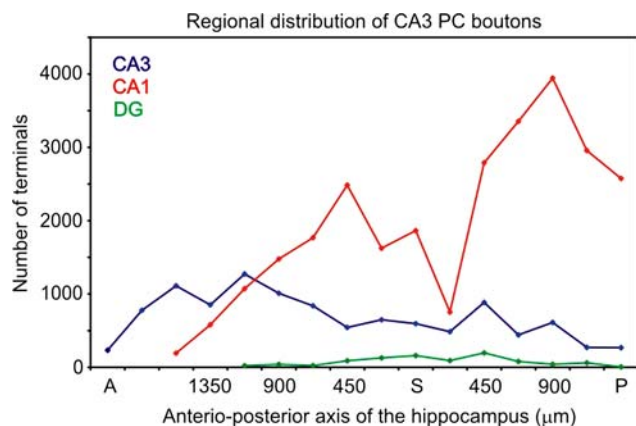 Regional distribution of CA3 PC boutons
CA3
CA1
DG
Number of terminals
4000
3000
2000
1000
0
A 1350 900 450 S 450 900 P
Anterio-posterior axis of the hippocampus (μm)